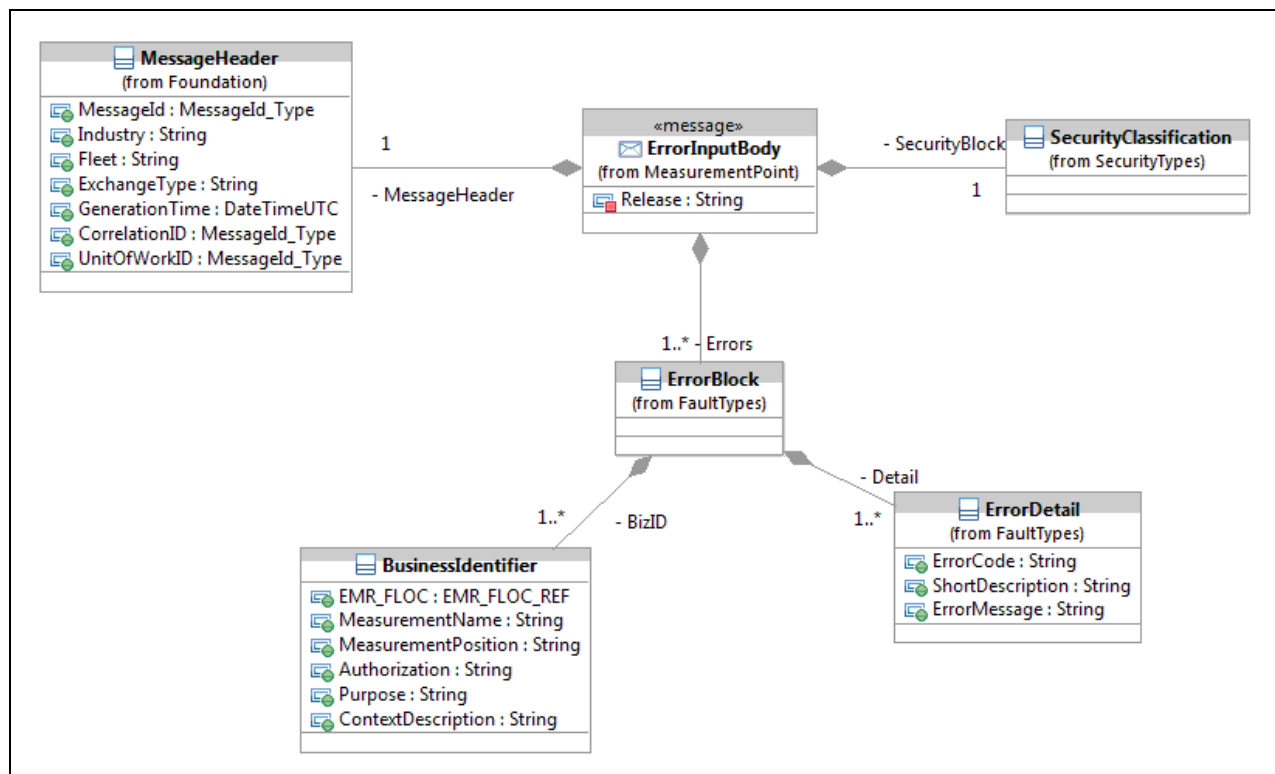 MessageHeader
(from Foundation)
MessageId : MessageId_Type
Industry : String
Fleet : String
ExchangeType : String
GenerationTime : DateTimeUTC
CorrelationID : MessageId_Type
UnitOfWorkID : MessageId_Type
1
- MessageHeader
«message»
ErrorInputBody
(from MeasurementPoint)
Release : String
- SecurityBlock
1
SecurityClassification
(from SecurityTypes)
1..* - Errors
ErrorBlock
(from FaultTypes)
1..*
- BizID
- Detail
1..*
BusinessIdentifier
EMR_FLOC : EMR_FLOC_REF
MeasurementName : String
MeasurementPosition : String
Authorization : String
Purpose : String
ContextDescription : String
ErrorDetail
(from FaultTypes)
ErrorCode : String
ShortDescription : String
ErrorMessage : String